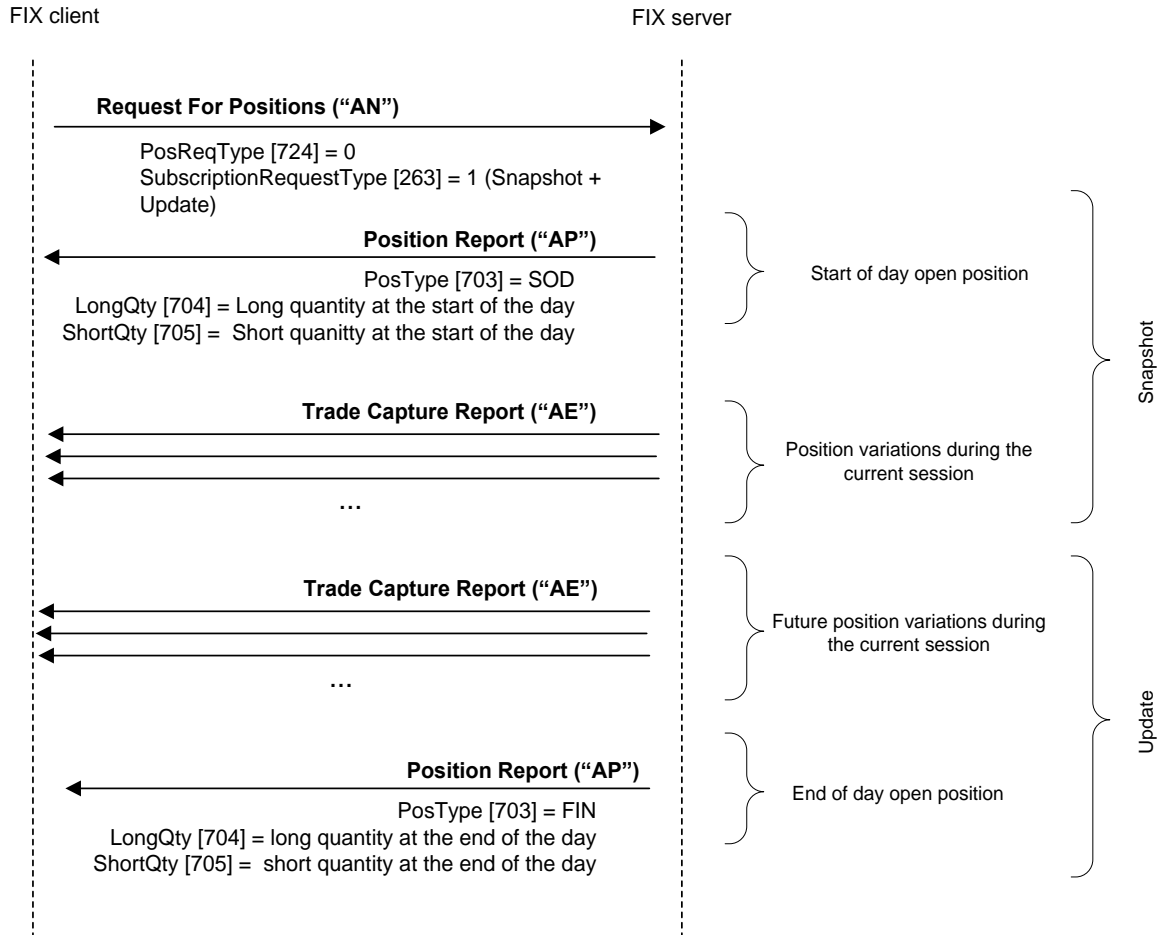 FIX client
FIX server
Request For Positions (“AN”)
PosReqType [724] = 0
SubscriptionRequestType [263] = 1 (Snapshot +
Update)
Position Report (“AP”)
PosType [703] = SOD
LongQty [704] = Long quantity at the start of the day
ShortQty [705] = Short quanitty at the start of the day
Start of day open position
Snapshot
Trade Capture Report (“AE”)
...
Position variations during the
current session
Trade Capture Report (“AE”)
...
Future position variations during
the current session
Update
Position Report (“AP”)
PosType [703] = FIN
LongQty [704] = long quantity at the end of the day
ShortQty [705] = short quantity at the end of the day
End of day open position